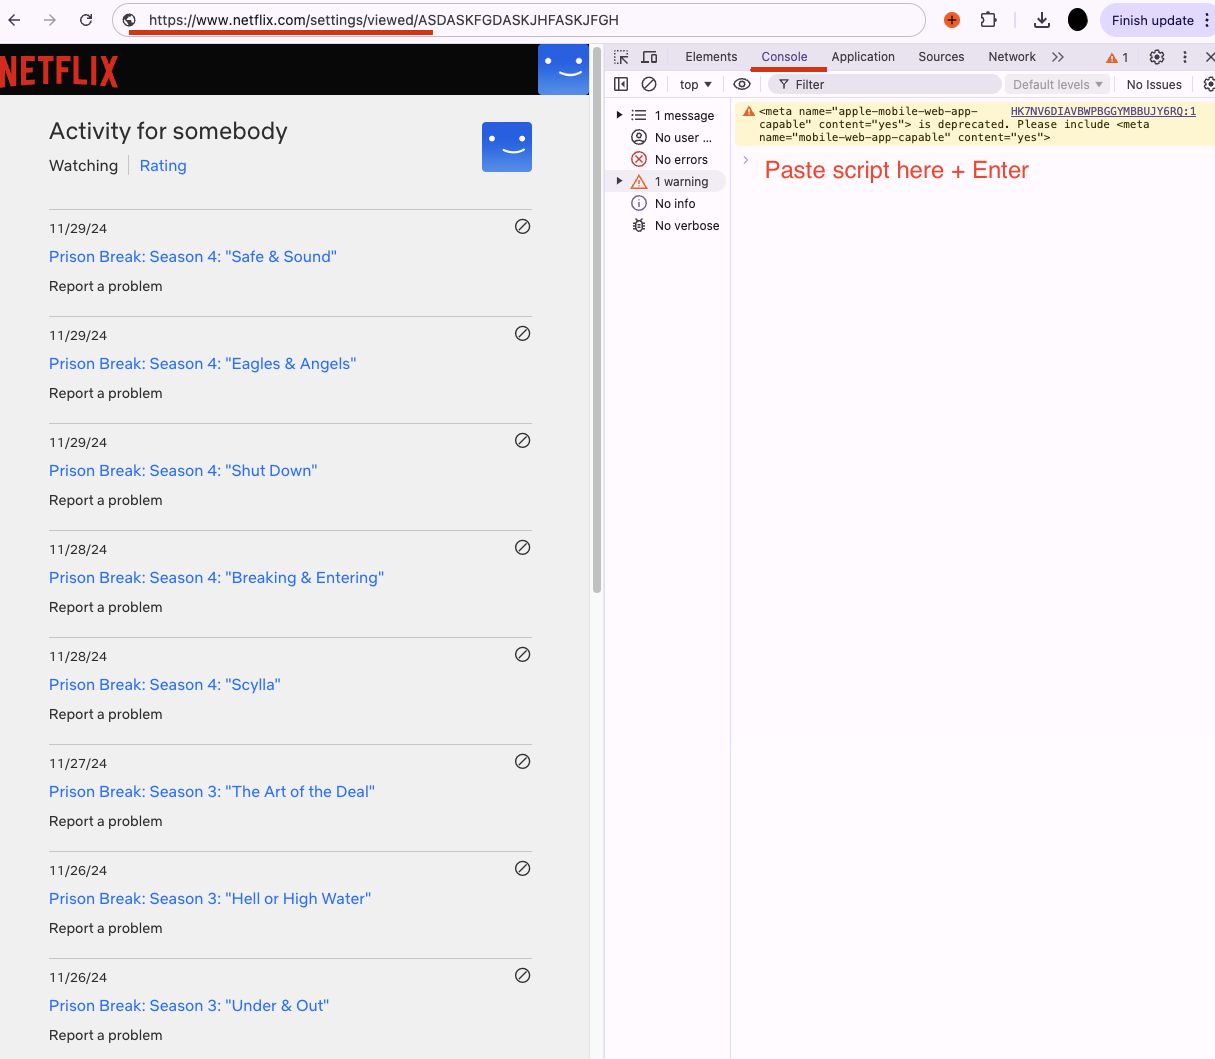 https://www.netflix.com/settings/viewed/ASDASKFGDASKJHFASKJFGH
Finish update
NETFLIX
Activity for somebody
Watching Rating
11/29/24
Prison Break: Season 4: "Safe & Sound"
Report a problem
11/29/24
Prison Break: Season 4: "Eagles & Angels"
Report a problem
11/29/24
Prison Break: Season 4: "Shut Down"
Report a problem
11/28/24
Prison Break: Season 4: "Breaking & Entering"
Report a problem
11/28/24
Prison Break: Season 4: "Scylla"
Report a problem
11/27/24
Prison Break: Season 3: "The Art of the Deal"
Report a problem
11/26/24
Prison Break: Season 3: "Hell or High Water"
Report a problem
11/26/24
Prison Break: Season 3: "Under & Out"
Report a problem
Elements Console Application Sources Network 1
top Filter Default levels No Issues
1 message
No user ...
No errors
1 warning
No info
No verbose
<meta name="apple-mobile-web-app- HK7NV6DIAVBWPBGGYMBBUJY6RQ:1
capable" content="yes"> is deprecated. Please include <meta
name="mobile-web-app-capable" content="yes">
Paste script here + Enter